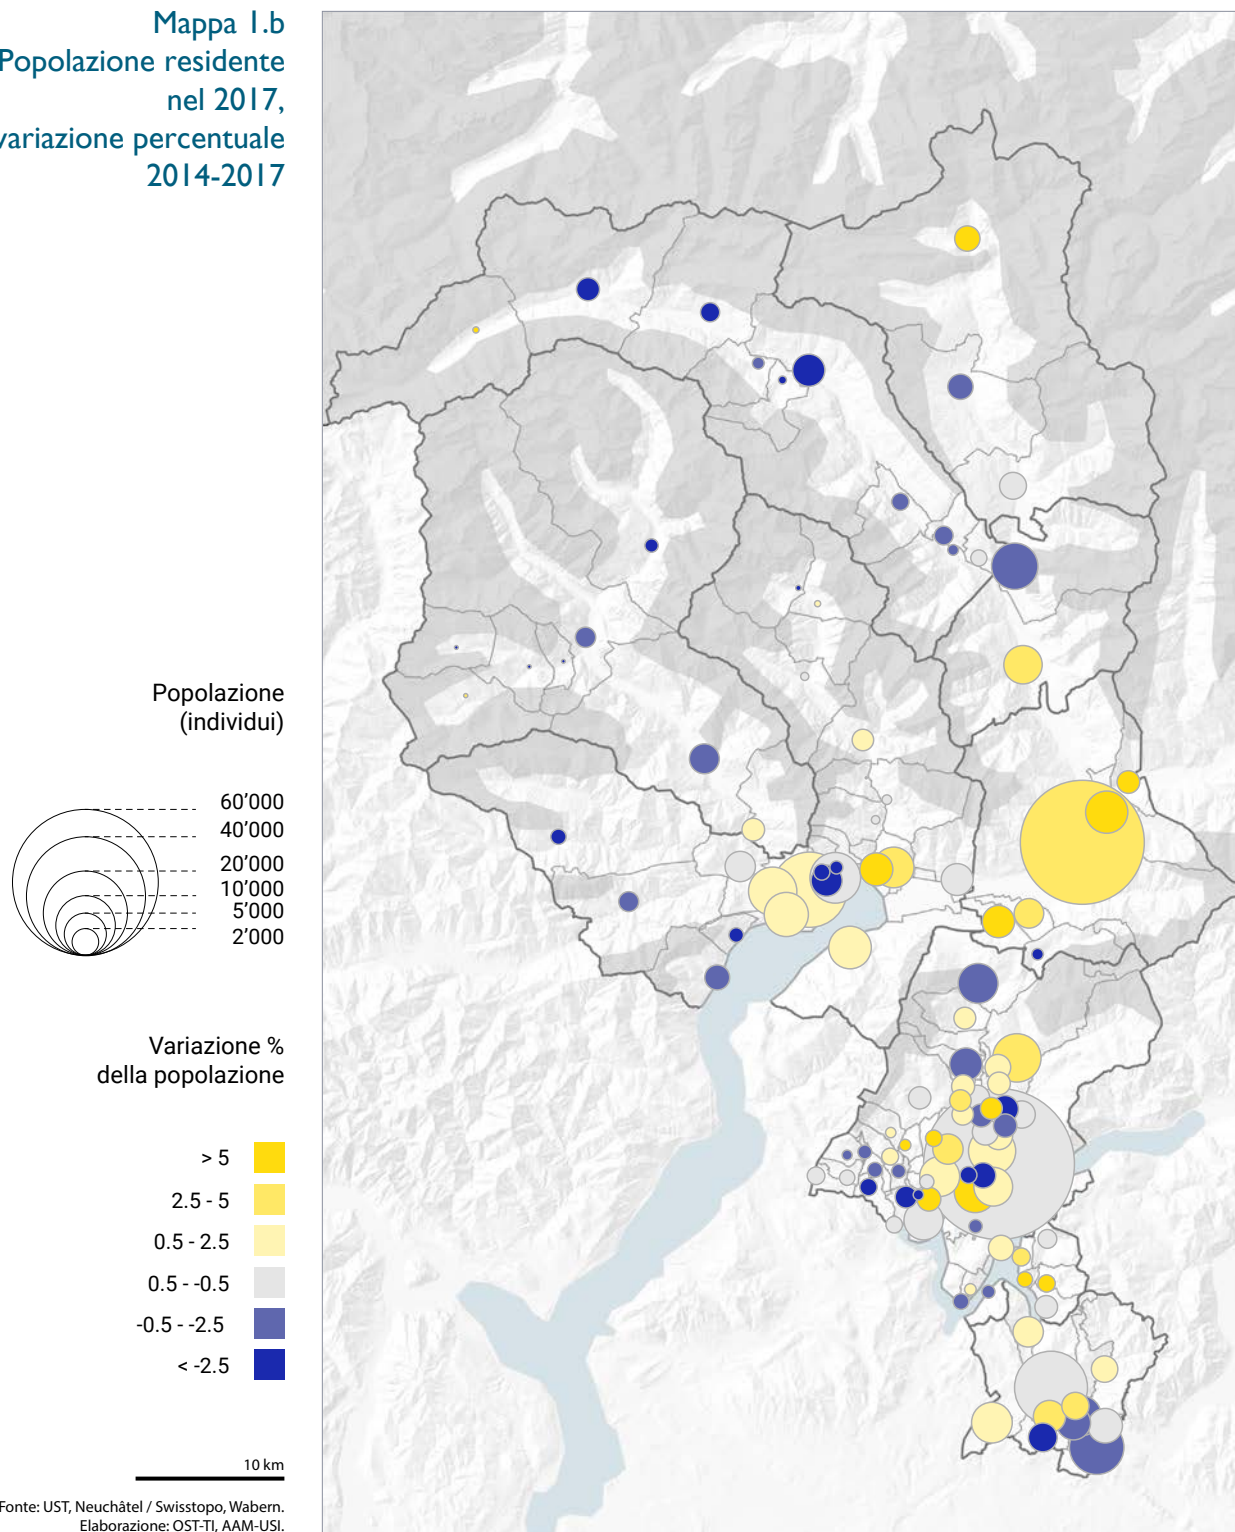 Mappa 1.b
Popolazione residente
nel 2017,
variazione percentuale
2014-2017
Popolazione
(individui)
60’000
40’000
20’000
10’000
5’000
2’000
Variazione %
della popolazione
> 5
2.5 - 5
0.5 - 2.5
0.5 - -0.5
-0.5 - -2.5
< -2.5
10 km
Fonte: UST, Neuchâtel / Swisstopo, Wabern.
Elaborazione: OST-TI, AAM-USI.